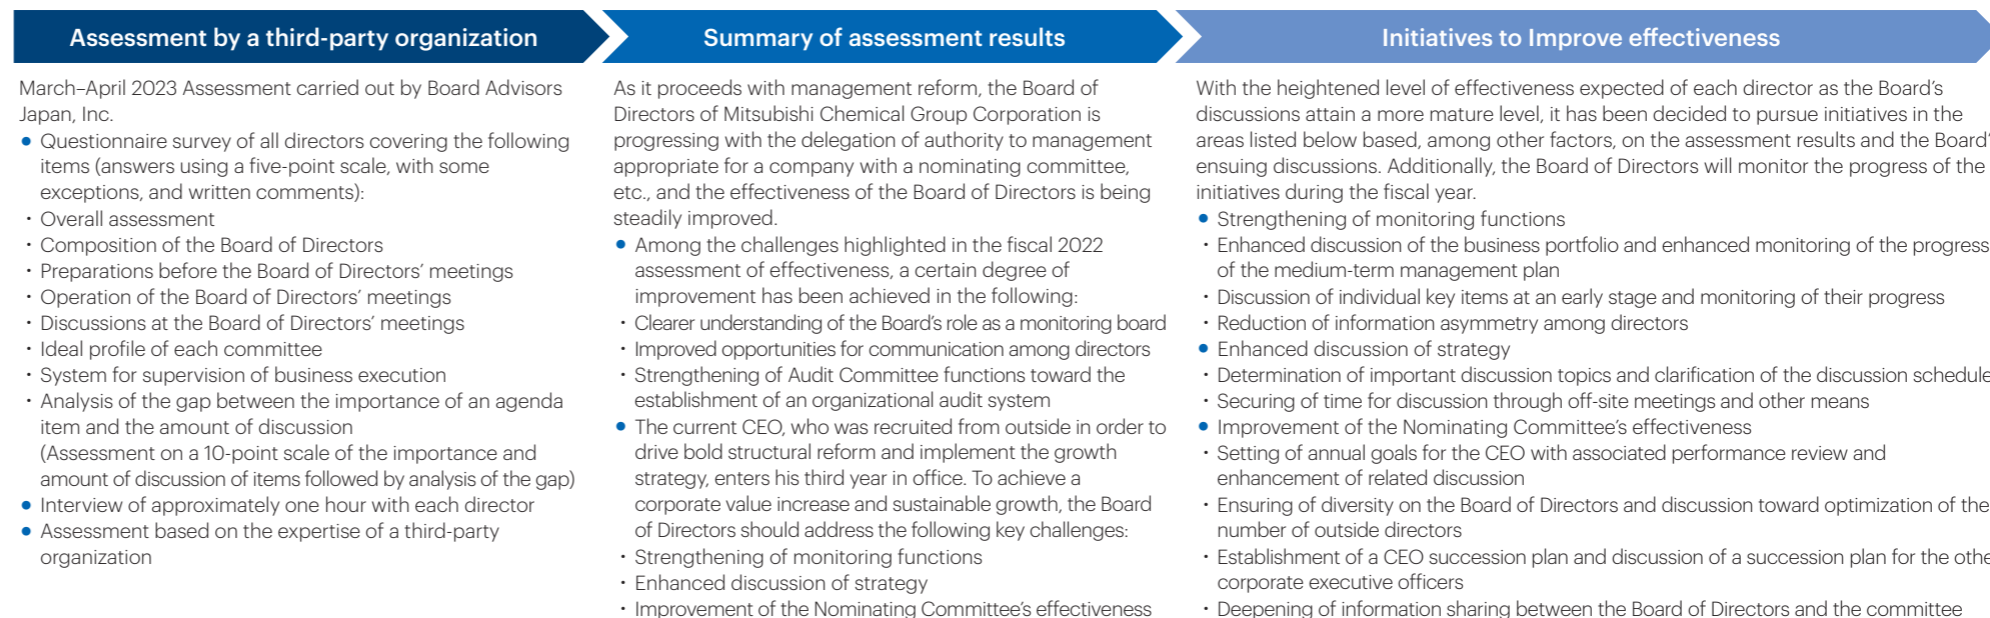 Assessment by a third-party organization
March–April 2023 Assessment carried out by Board Advisors
Japan, Inc.
● Questionnaire survey of all directors covering the following
items (answers using a five-point scale, with some
exceptions, and written comments):
・Overall assessment
・Composition of the Board of Directors
・Preparations before the Board of Directors’ meetings
・Operation of the Board of Directors’ meetings
・Discussions at the Board of Directors’ meetings
・Ideal profile of each committee
・System for supervision of business execution
・Analysis of the gap between the importance of an agenda
item and the amount of discussion
(Assessment on a 10-point scale of the importance and
amount of discussion of items followed by analysis of the gap)
● Interview of approximately one hour with each director
● Assessment based on the expertise of a third-party
organization
Summary of assessment results
As it proceeds with management reform, the Board of
Directors of Mitsubishi Chemical Group Corporation is
progressing with the delegation of authority to management
appropriate for a company with a nominating committee,
etc., and the effectiveness of the Board of Directors is being
steadily improved.
● Among the challenges highlighted in the fiscal 2022
assessment of effectiveness, a certain degree of
improvement has been achieved in the following:
・Clearer understanding of the Board’s role as a monitoring board
・Improved opportunities for communication among directors
・Strengthening of Audit Committee functions toward the
establishment of an organizational audit system
● The current CEO, who was recruited from outside in order to
drive bold structural reform and implement the growth
strategy, enters his third year in office. To achieve a
corporate value increase and sustainable growth, the Board
of Directors should address the following key challenges:
・Strengthening of monitoring functions
・Enhanced discussion of strategy
・Improvement of the Nominating Committee’s effectiveness
Initiatives to Improve effectiveness
With the heightened level of effectiveness expected of each director as the Board’s
discussions attain a more mature level, it has been decided to pursue initiatives in the
areas listed below based, among other factors, on the assessment results and the Board’
ensuing discussions. Additionally, the Board of Directors will monitor the progress of the
initiatives during the fiscal year.
● Strengthening of monitoring functions
・Enhanced discussion of the business portfolio and enhanced monitoring of the progress
of the medium-term management plan
・Discussion of individual key items at an early stage and monitoring of their progress
・Reduction of information asymmetry among directors
● Enhanced discussion of strategy
・Determination of important discussion topics and clarification of the discussion schedule
・Securing of time for discussion through off-site meetings and other means
● Improvement of the Nominating Committee’s effectiveness
・Setting of annual goals for the CEO with associated performance review and
enhancement of related discussion
・Ensuring of diversity on the Board of Directors and discussion toward optimization of the
number of outside directors
・Establishment of a CEO succession plan and discussion of a succession plan for the othe
corporate executive officers
・Deepening of information sharing between the Board of Directors and the committee